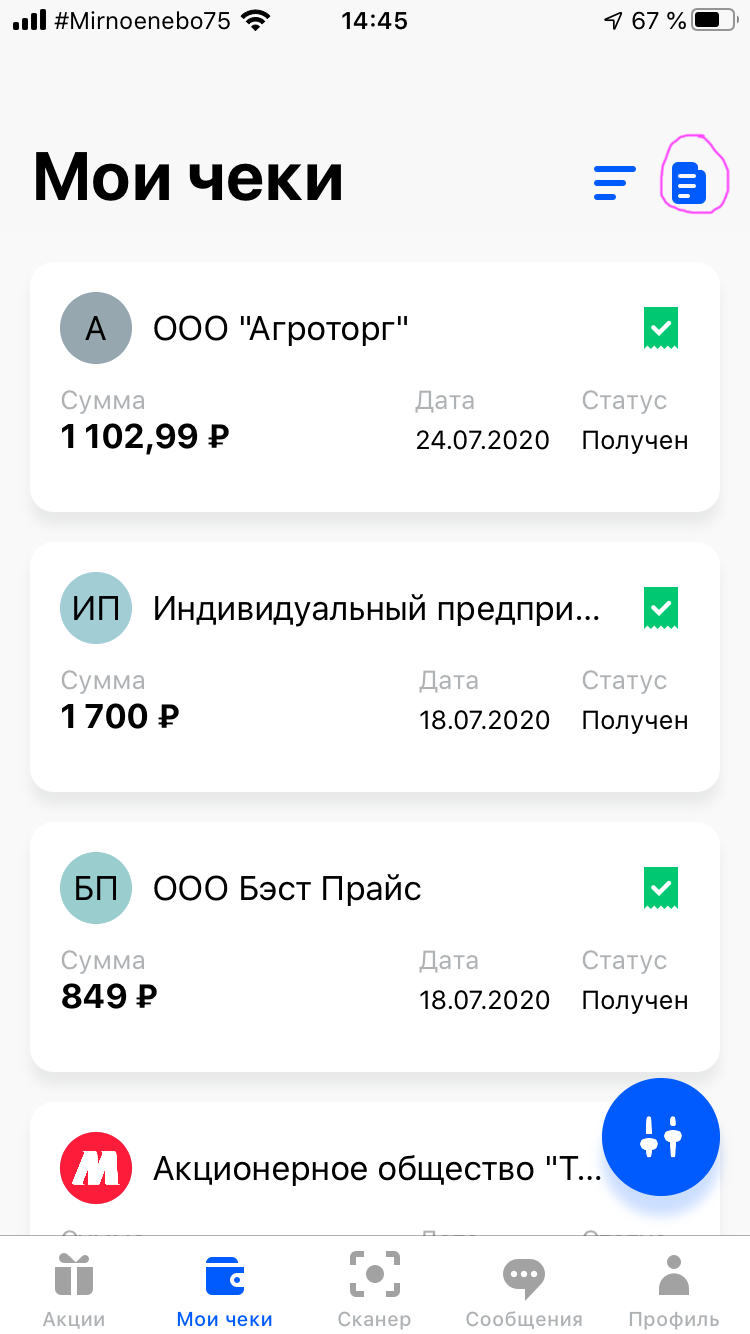 #Mirnoenebo75 14:45 67 %
Мои чеки
А ООО "Агроторг"
Сумма Дата Статус
1 102,99 ₽ 24.07.2020 Получен
ИП Индивидуальный предпри...
Сумма Дата Статус
1 700 ₽ 18.07.2020 Получен
БП ООО Бэст Прайс
Сумма Дата Статус
849 ₽ 18.07.2020 Получен
М Акционерное общество "Т...
Акции Мои чеки Сканер Сообщения Профиль